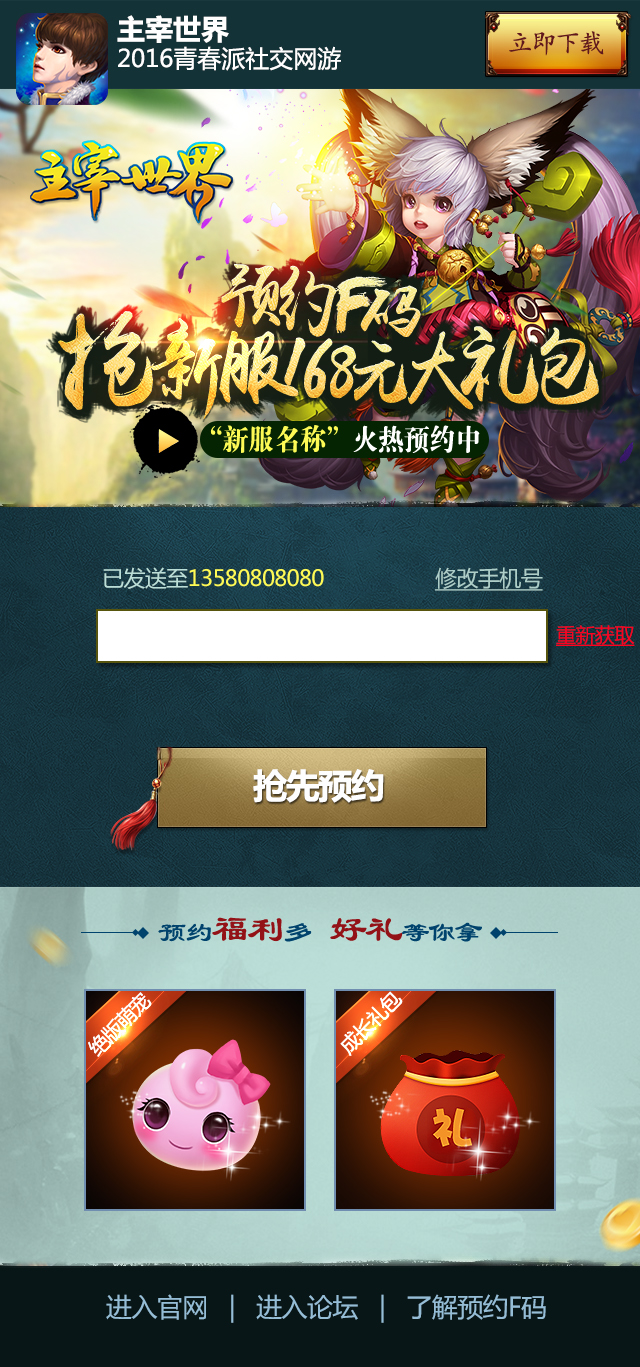 主宰世界
2016青春派社交网游
立即下载
主宰世界
预约F码
抢新服168元大礼包
“新服名称”火热预约中
已发送至13580808080
修改手机号
重新获取
抢先预约
预约福利多 好礼等你拿
绝版萌宠
成长礼包
礼
进入官网 | 进入论坛 | 了解预约F码